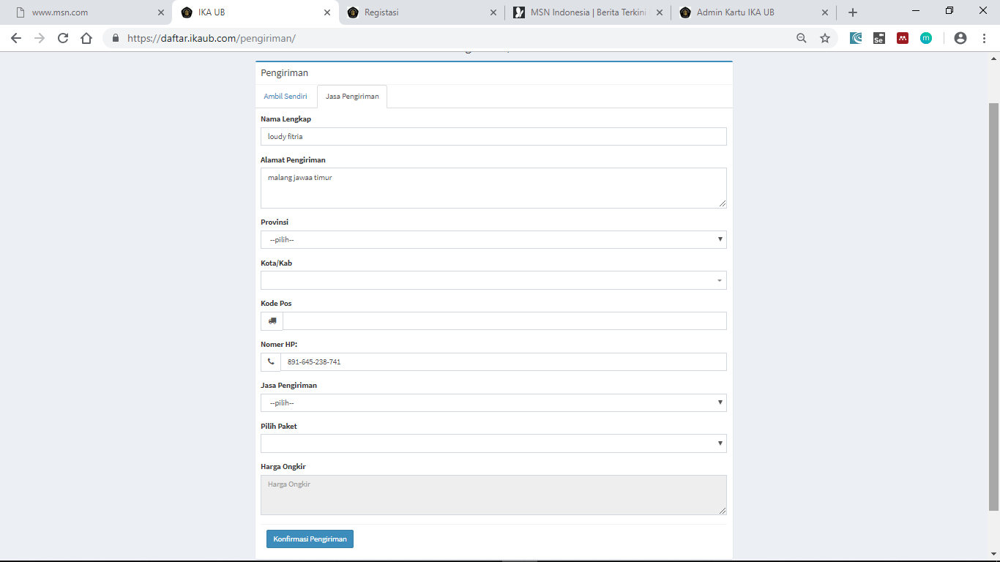 www.msn.com
IKA UB
Registasi
MSN Indonesia | Berita Terkini
Admin Kartu IKA UB
https://daftar.ikaub.com/pengiriman/
Se
m
Pengiriman
Ambil Sendiri
Jasa Pengiriman
Nama Lengkap
loudy fitria
Alamat Pengiriman
malang jawaa timur
Provinsi
--pilih--
Kota/Kab
Kode Pos
Nomer HP:
891-645-238-741
Jasa Pengiriman
--pilih--
Pilih Paket
Harga Ongkir
Harga Ongkir
Konfirmasi Pengiriman